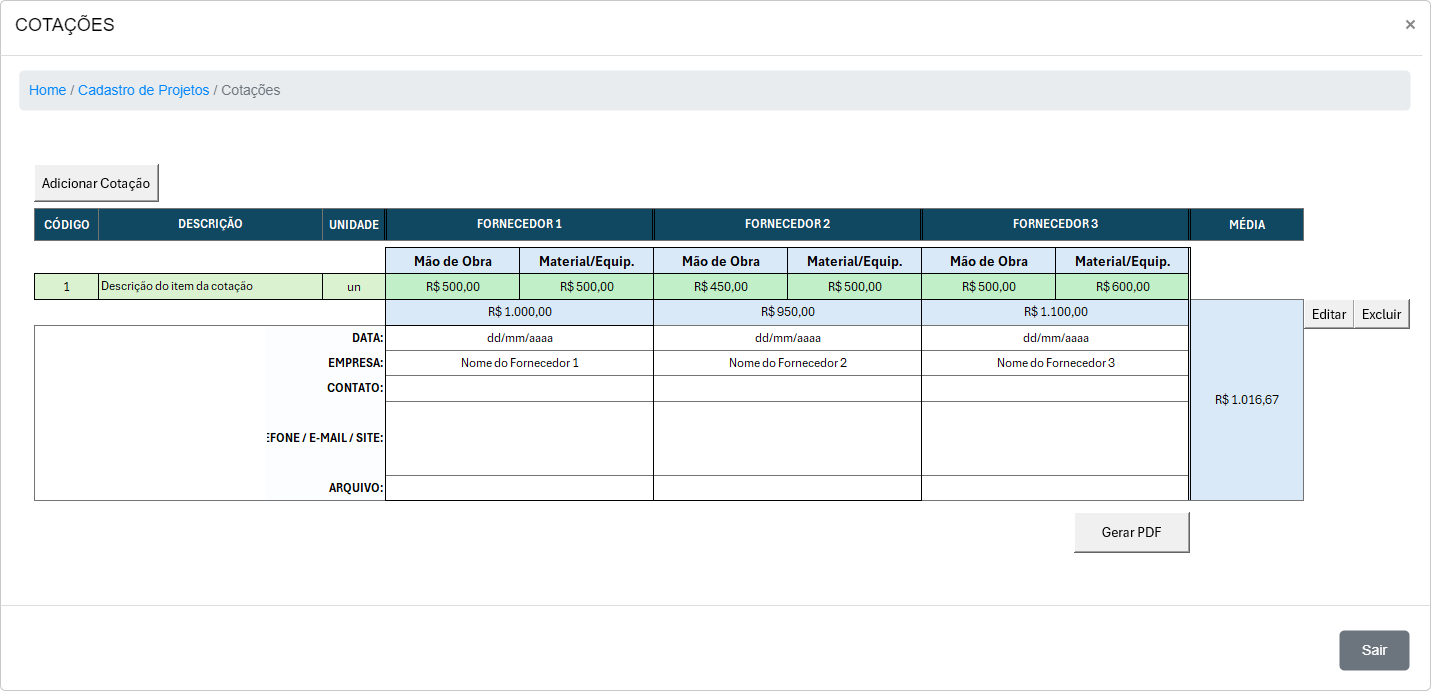 COTAÇÕES ×
Home / Cadastro de Projetos / Cotações
Adicionar Cotação
CÓDIGO DESCRIÇÃO UNIDADE FORNECEDOR 1 FORNECEDOR 2 FORNECEDOR 3 MÉDIA
Mão de Obra Material/Equip. Mão de Obra Material/Equip. Mão de Obra Material/Equip.
1 Descrição do item da cotação un R$ 500,00 R$ 500,00 R$ 450,00 R$ 500,00 R$ 500,00 R$ 600,00
R$ 1.000,00 R$ 950,00 R$ 1.100,00 Editar Excluir
DATA: dd/mm/aaaa dd/mm/aaaa dd/mm/aaaa
EMPRESA: Nome do Fornecedor 1 Nome do Fornecedor 2 Nome do Fornecedor 3
CONTATO:
R$ 1.016,67
EFONE / E-MAIL / SITE:
ARQUIVO:
Gerar PDF
Sair